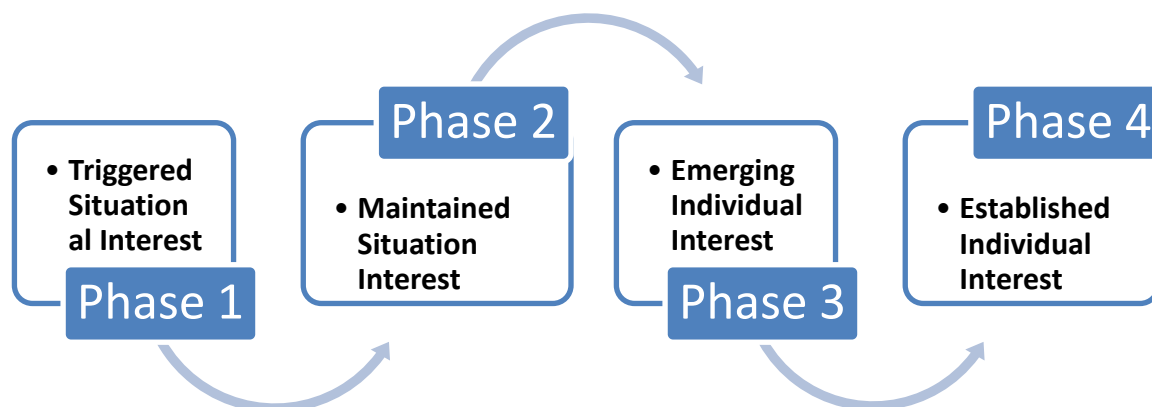 • Triggered
Situation
al Interest
Phase 1
Phase 2
• Maintained
Situation
Interest
• Emerging
Individual
Interest
Phase 3
Phase 4
• Established
Individual
Interest